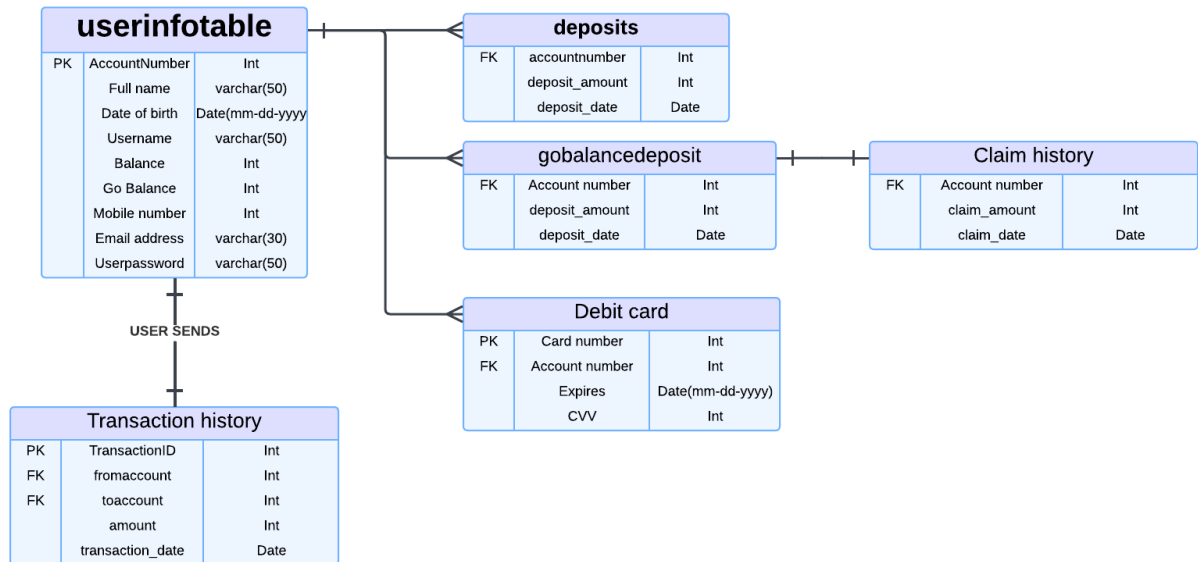 userinfotable
PK AccountNumber Int
Full name varchar(50)
Date of birth Date(mm-dd-yyyy
Username varchar(50)
Balance Int
Go Balance Int
Mobile number Int
Email address varchar(30)
Userpassword varchar(50)
deposits
FK accountnumber Int
deposit_amount Int
deposit_date Date
gobalancedeposit
FK Account number Int
deposit_amount Int
deposit_date Date
Claim history
FK Account number Int
claim_amount Int
claim_date Date
Debit card
PK Card number Int
FK Account number Int
Expires Date(mm-dd-yyyy)
CVV Int
USER SENDS
Transaction history
PK TransactionID Int
FK fromaccount Int
FK toaccount Int
amount Int
transaction_date Date